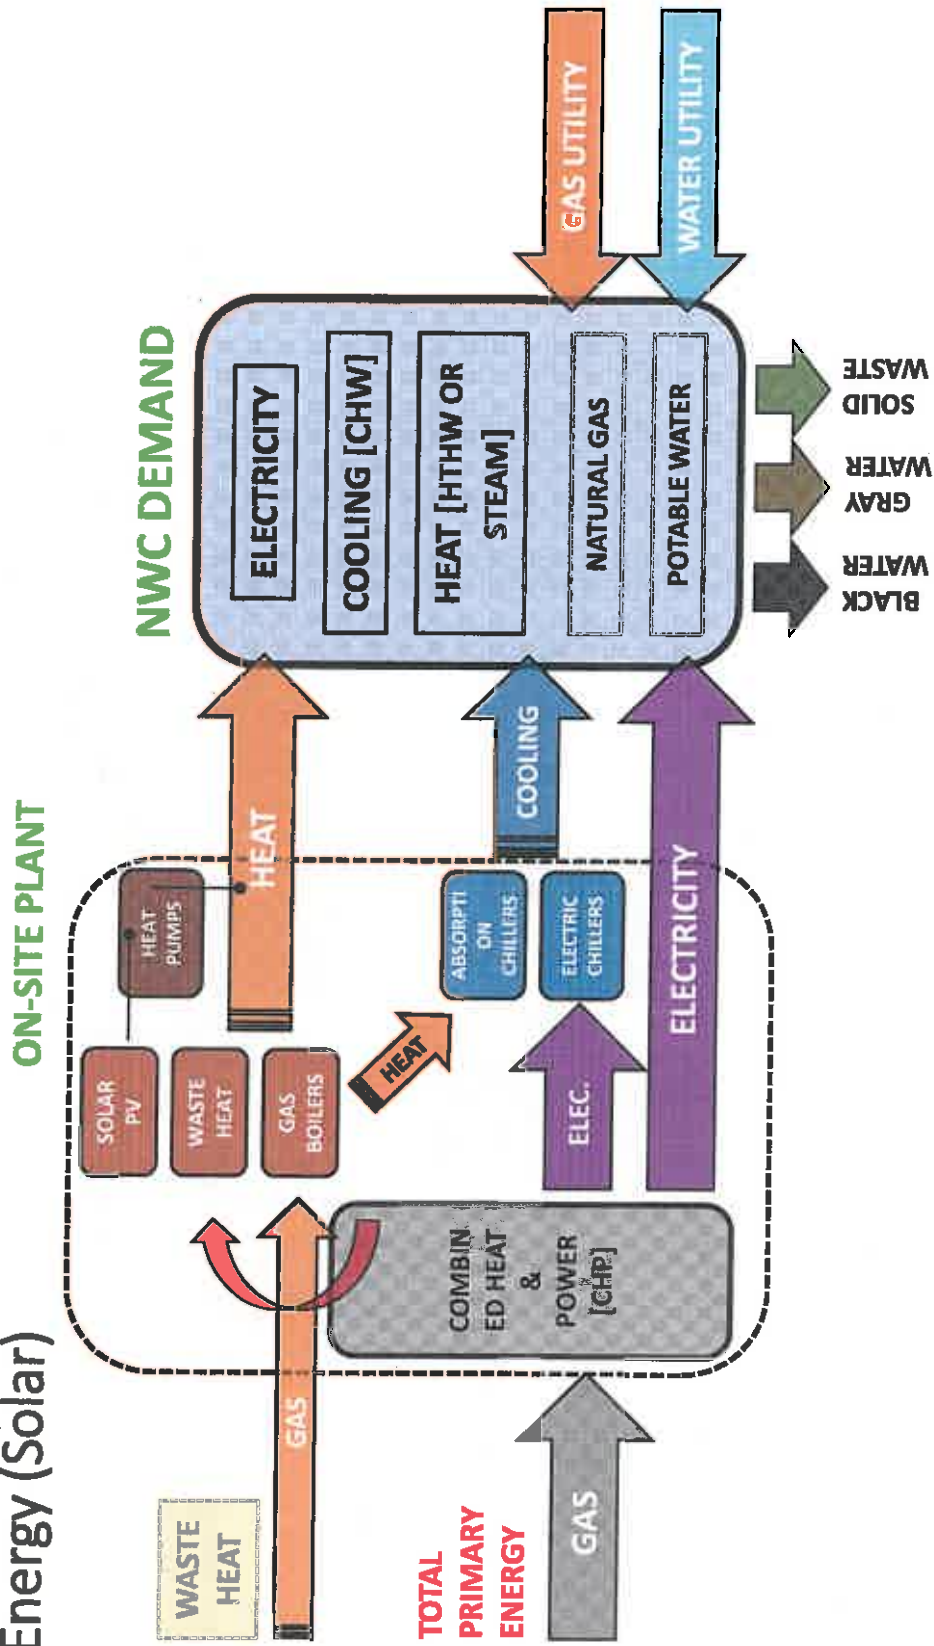 Energy (Solar)
ON-SITE PLANT
NWC DEMAND
WASTE
HEAT
GAS
TOTAL
PRIMARY
ENERGY
GAS
COMBIN
ED HEAT
&
POWER
[CHP]
SOLAR
PV
WASTE
HEAT
GAS
BOILERS
HEAT
PUMPS
HEAT
HEAT
ABSORPTI
ON
CHILLERS
ELECTRIC
CHILLERS
ELEC.
ELECTRICITY
COOLING
ELECTRICITY
COOLING [CHW]
HEAT [HTHW OR
STEAM]
NATURAL GAS
POTABLE WATER
GAS UTILITY
WATER UTILITY
BLACK
WATER
GRAY
WATER
SOLID
WASTE